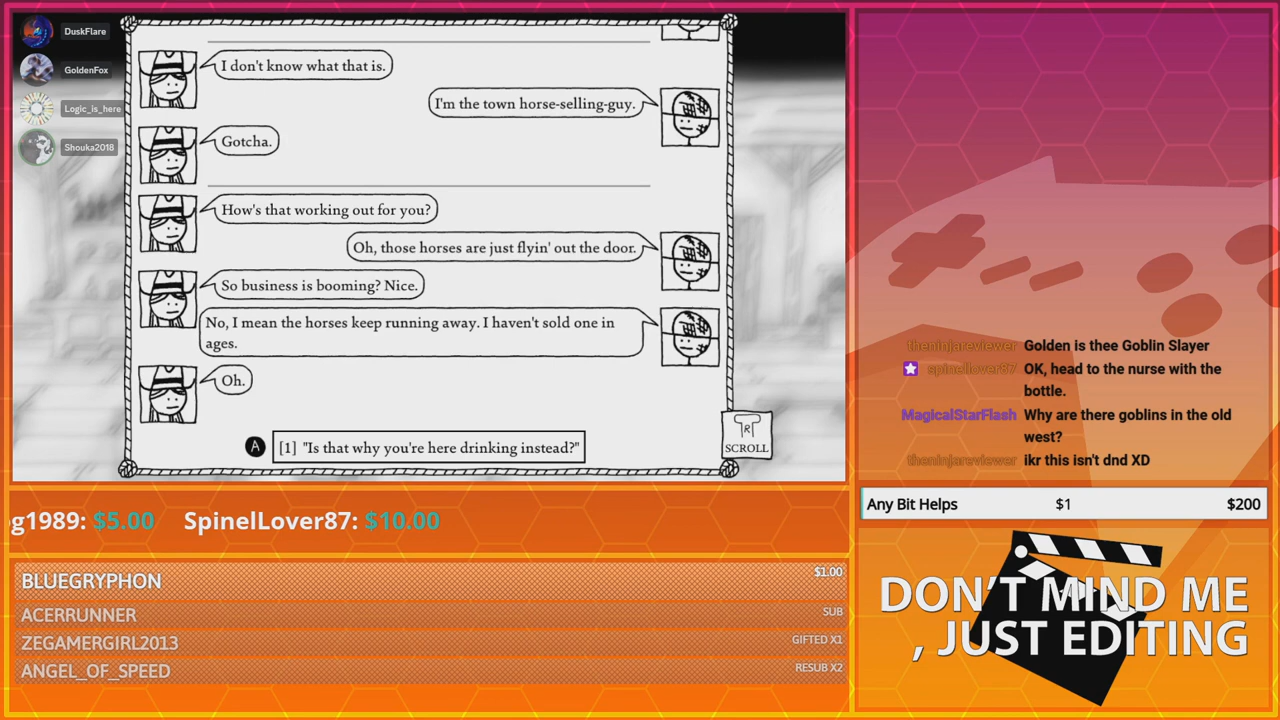 DuskFlare
GoldenFox
Logic_is_here
Shouka2018
I don't know what that is.
I'm the town horse-selling-guy.
Gotcha.
How's that working out for you?
Oh, those horses are just flyin' out the door.
So business is booming? Nice.
No, I mean the horses keep running away. I haven't sold one in
ages.
Oh.
A [1] "Is that why you're here drinking instead?"
R
SCROLL
theninjareviewer Golden is thee Goblin Slayer
spinellover87 OK, head to the nurse with the
bottle.
MagicalStarFlash Why are there goblins in the old
west?
theninjareviewer ikr this isn't dnd XD
Any Bit Helps $1 $200
g1989: $5.00 SpinelLover87: $10.00
BLUEGRYPHON $1.00
ACERRUNNER SUB
ZEGAMERGIRL2013 GIFTED X1
ANGEL_OF_SPEED RESUB X2
DON'T MIND ME
, JUST EDITING